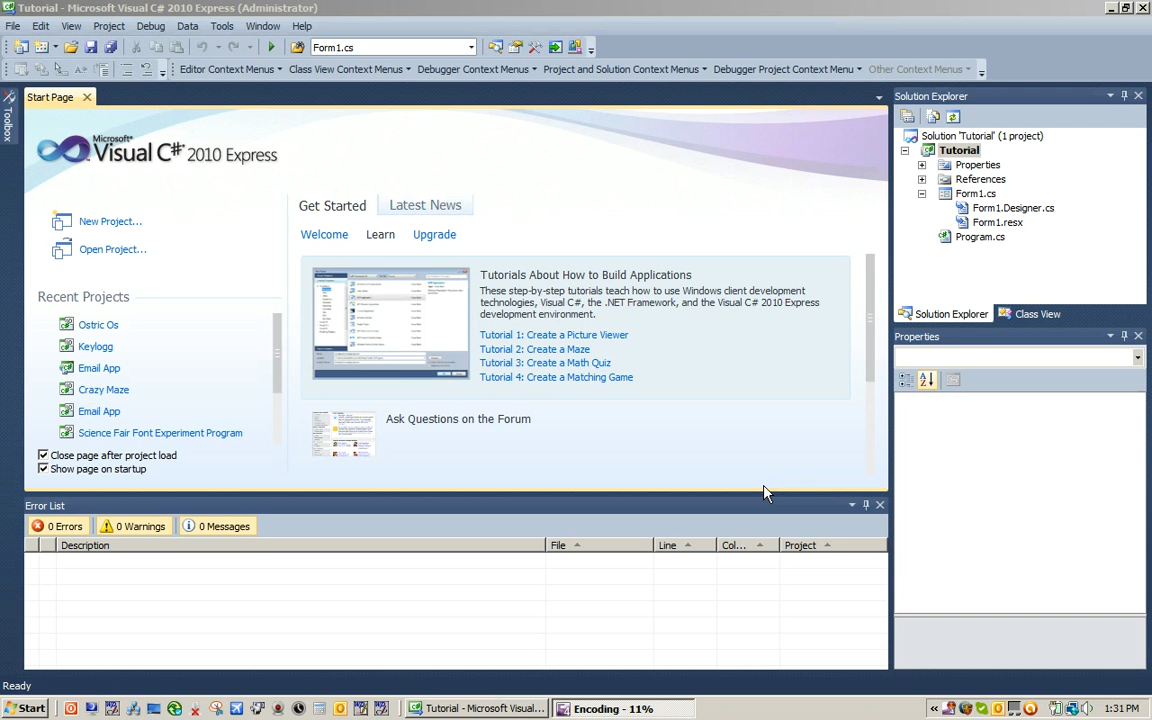 Tutorial - Microsoft Visual C# 2010 Express (Administrator)
File Edit View Project Debug Data Tools Window Help
Form1.cs
Editor Context Menus Class View Context Menus Debugger Context Menus Project and Solution Context Menus Debugger Project Context Menu Other Context Menus
Toolbox
Start Page
Microsoft®
Visual C# 2010 Express
New Project...
Open Project...
Recent Projects
Ostric Os
Keylogg
Email App
Crazy Maze
Email App
Science Fair Font Experiment Program
Close page after project load
Show page on startup
Get Started Latest News
Welcome Learn Upgrade
Tutorials About How to Build Applications
These step-by-step tutorials teach how to use Windows client development
technologies, Visual C#, the .NET Framework, and the Visual C# 2010 Express
development environment.
Tutorial 1: Create a Picture Viewer
Tutorial 2: Create a Maze
Tutorial 3: Create a Math Quiz
Tutorial 4: Create a Matching Game
Ask Questions on the Forum
Solution Explorer
Solution 'Tutorial' (1 project)
Tutorial
Properties
References
Form1.cs
Form1.Designer.cs
Form1.resx
Program.cs
Solution Explorer Class View
Properties
Error List
0 Errors 0 Warnings 0 Messages
Description File Line Col... Project
Ready
Start Tutorial - Microsoft Visual... Encoding - 11% 1:31 PM